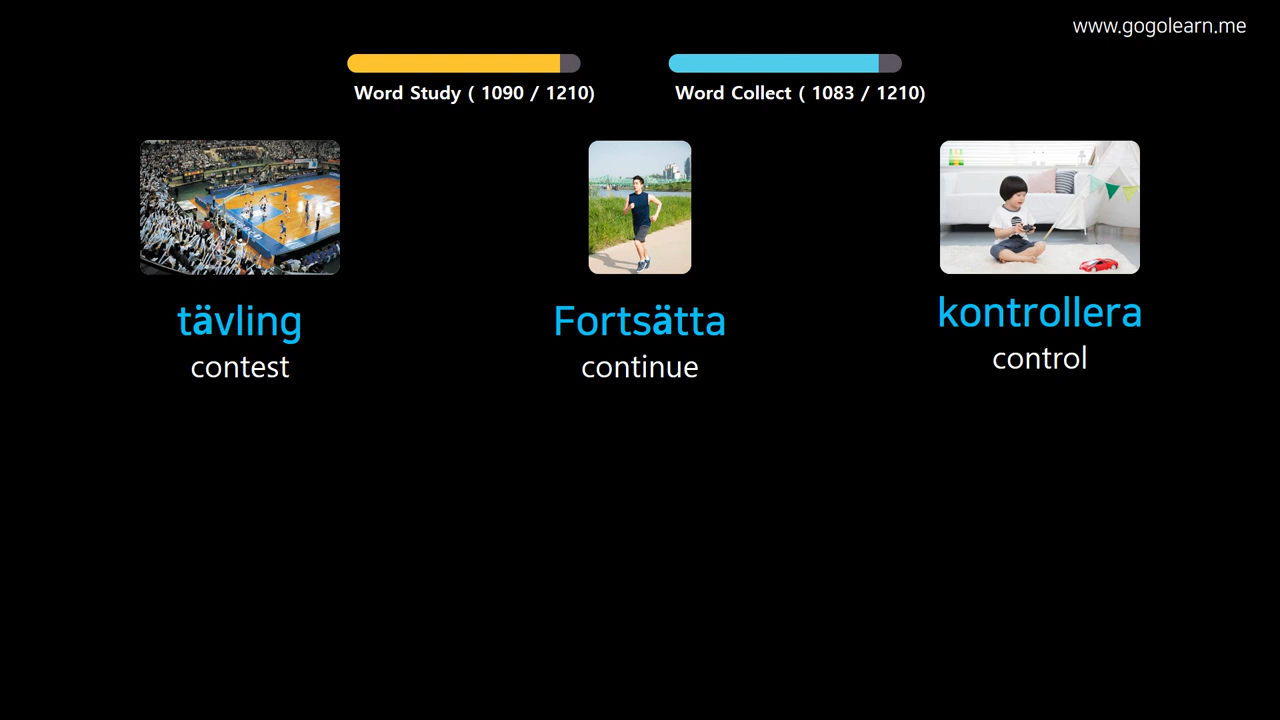 www.gogolearn.me
Word Study ( 1090 / 1210)
Word Collect ( 1083 / 1210)
tävling
contest
Fortsätta
continue
kontrollera
control